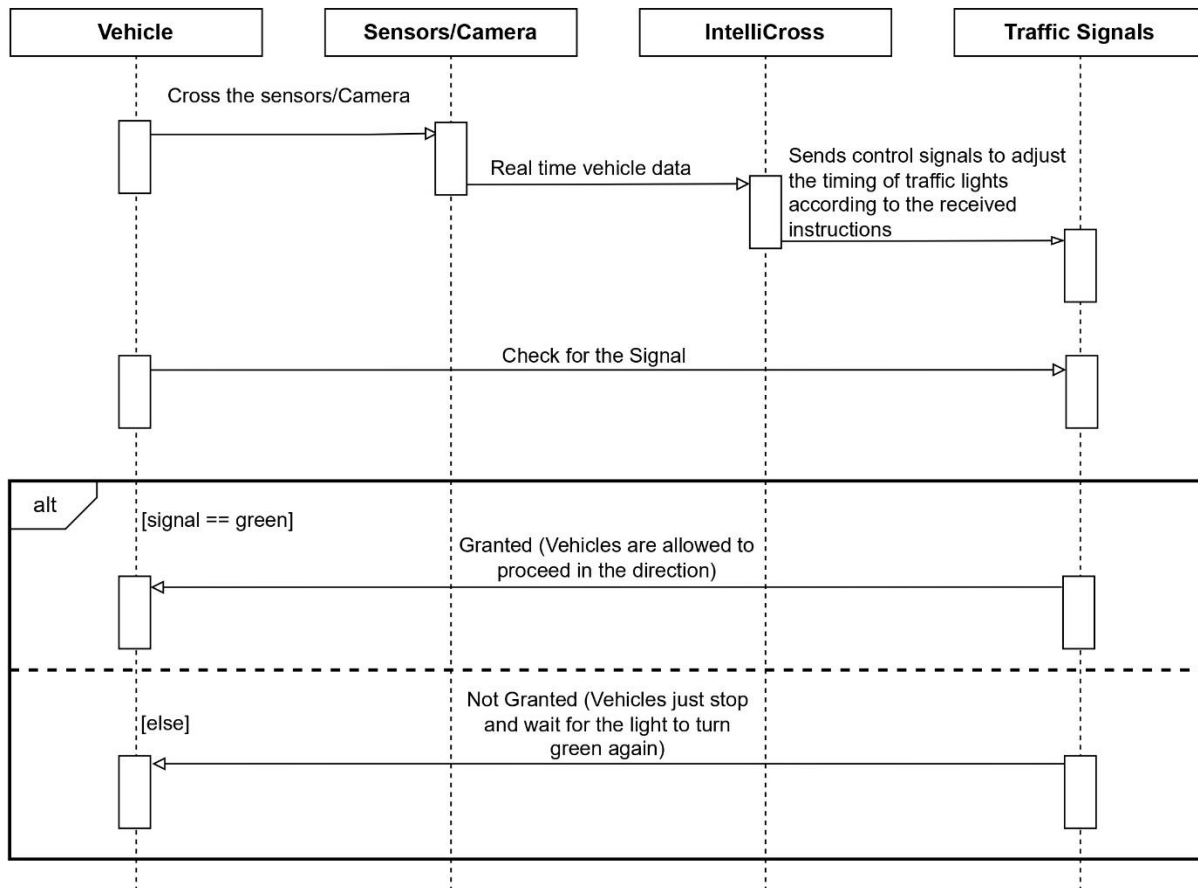 Vehicle
Sensors/Camera
IntelliCross
Traffic Signals
Cross the sensors/Camera
Real time vehicle data
Sends control signals to adjust
the timing of traffic lights
according to the received
instructions
Check for the Signal
alt
[signal == green]
Granted (Vehicles are allowed to
proceed in the direction)
[else]
Not Granted (Vehicles just stop
and wait for the light to turn
green again)